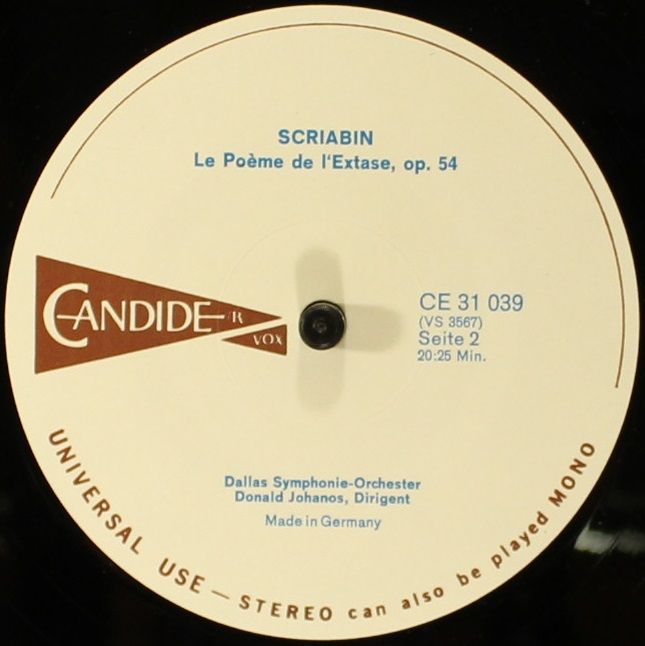 SCRIABIN
Le Poème de l'Extase, op. 54
CANDIDE R
VOX
CE 31 039
(VS 3567)
Seite 2
20:25 Min.
Dallas Symphonie-Orchester
Donald Johanos, Dirigent
Made in Germany
UNIVERSAL USE — STEREO can also be played MONO